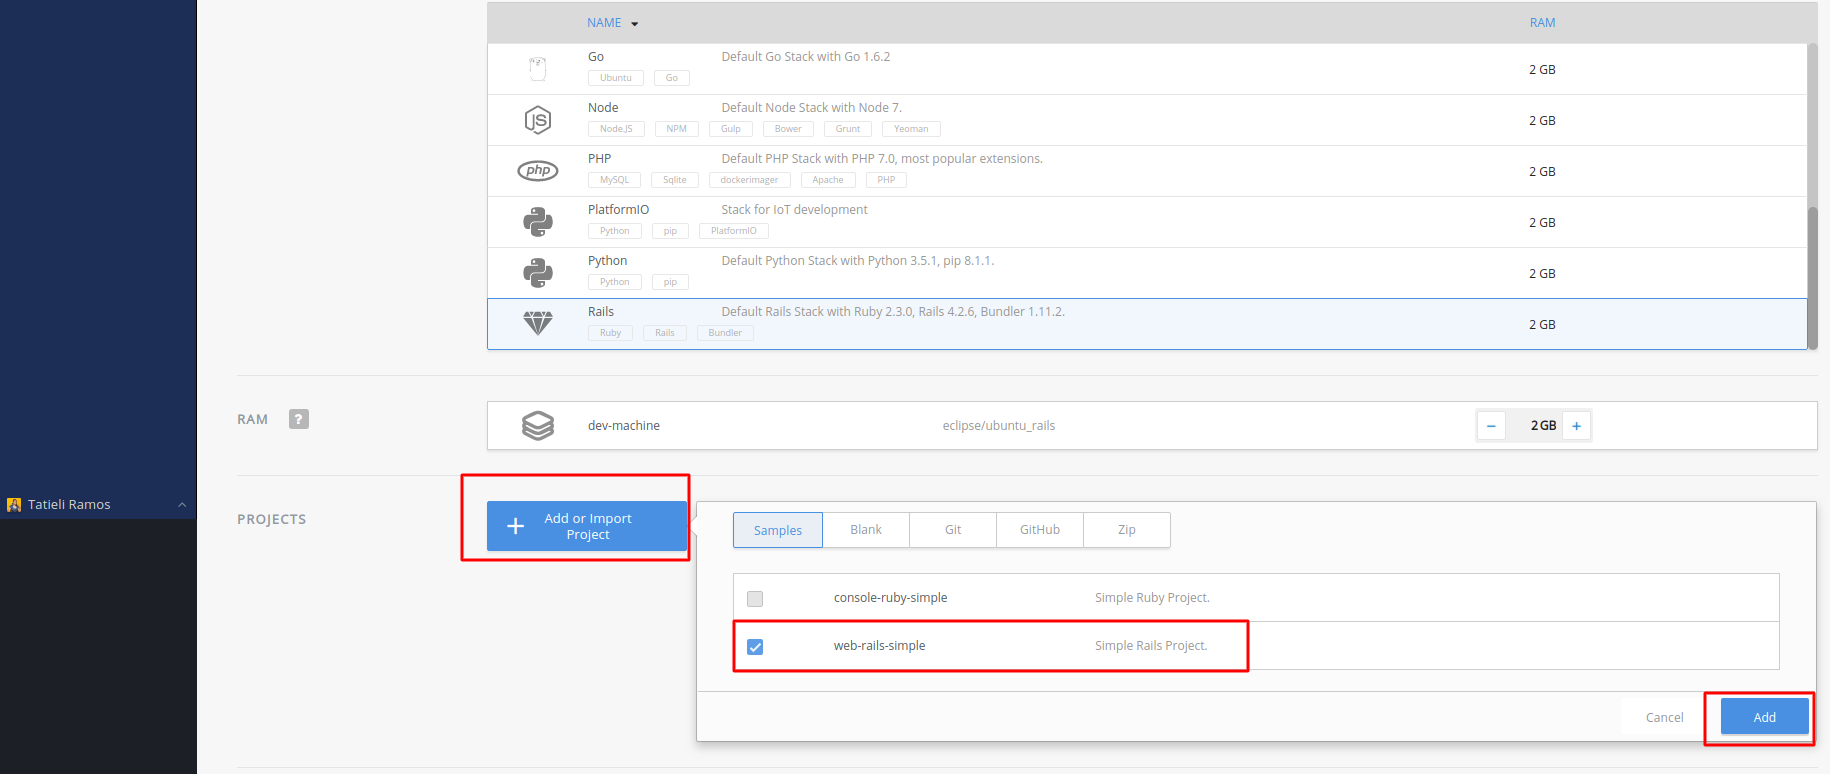 NAME RAM
Go Default Go Stack with Go 1.6.2
Ubuntu Go
2 GB
JS
Node Default Node Stack with Node 7.
Node.JS NPM Gulp Bower Grunt Yeoman
2 GB
php
PHP Default PHP Stack with PHP 7.0, most popular extensions.
MySQL Sqlite dockerimager Apache PHP
2 GB
PlatformIO Stack for IoT development
Python pip PlatformIO
2 GB
Python Default Python Stack with Python 3.5.1, pip 8.1.1.
Python pip
2 GB
Rails Default Rails Stack with Ruby 2.3.0, Rails 4.2.6, Bundler 1.11.2.
Ruby Rails Bundler
2 GB
RAM ? dev-machine eclipse/ubuntu_rails − 2 GB +
Tatieli Ramos
PROJECTS
+ Add or Import
Project
Samples Blank Git GitHub Zip
console-ruby-simple Simple Ruby Project.
web-rails-simple Simple Rails Project.
Cancel Add